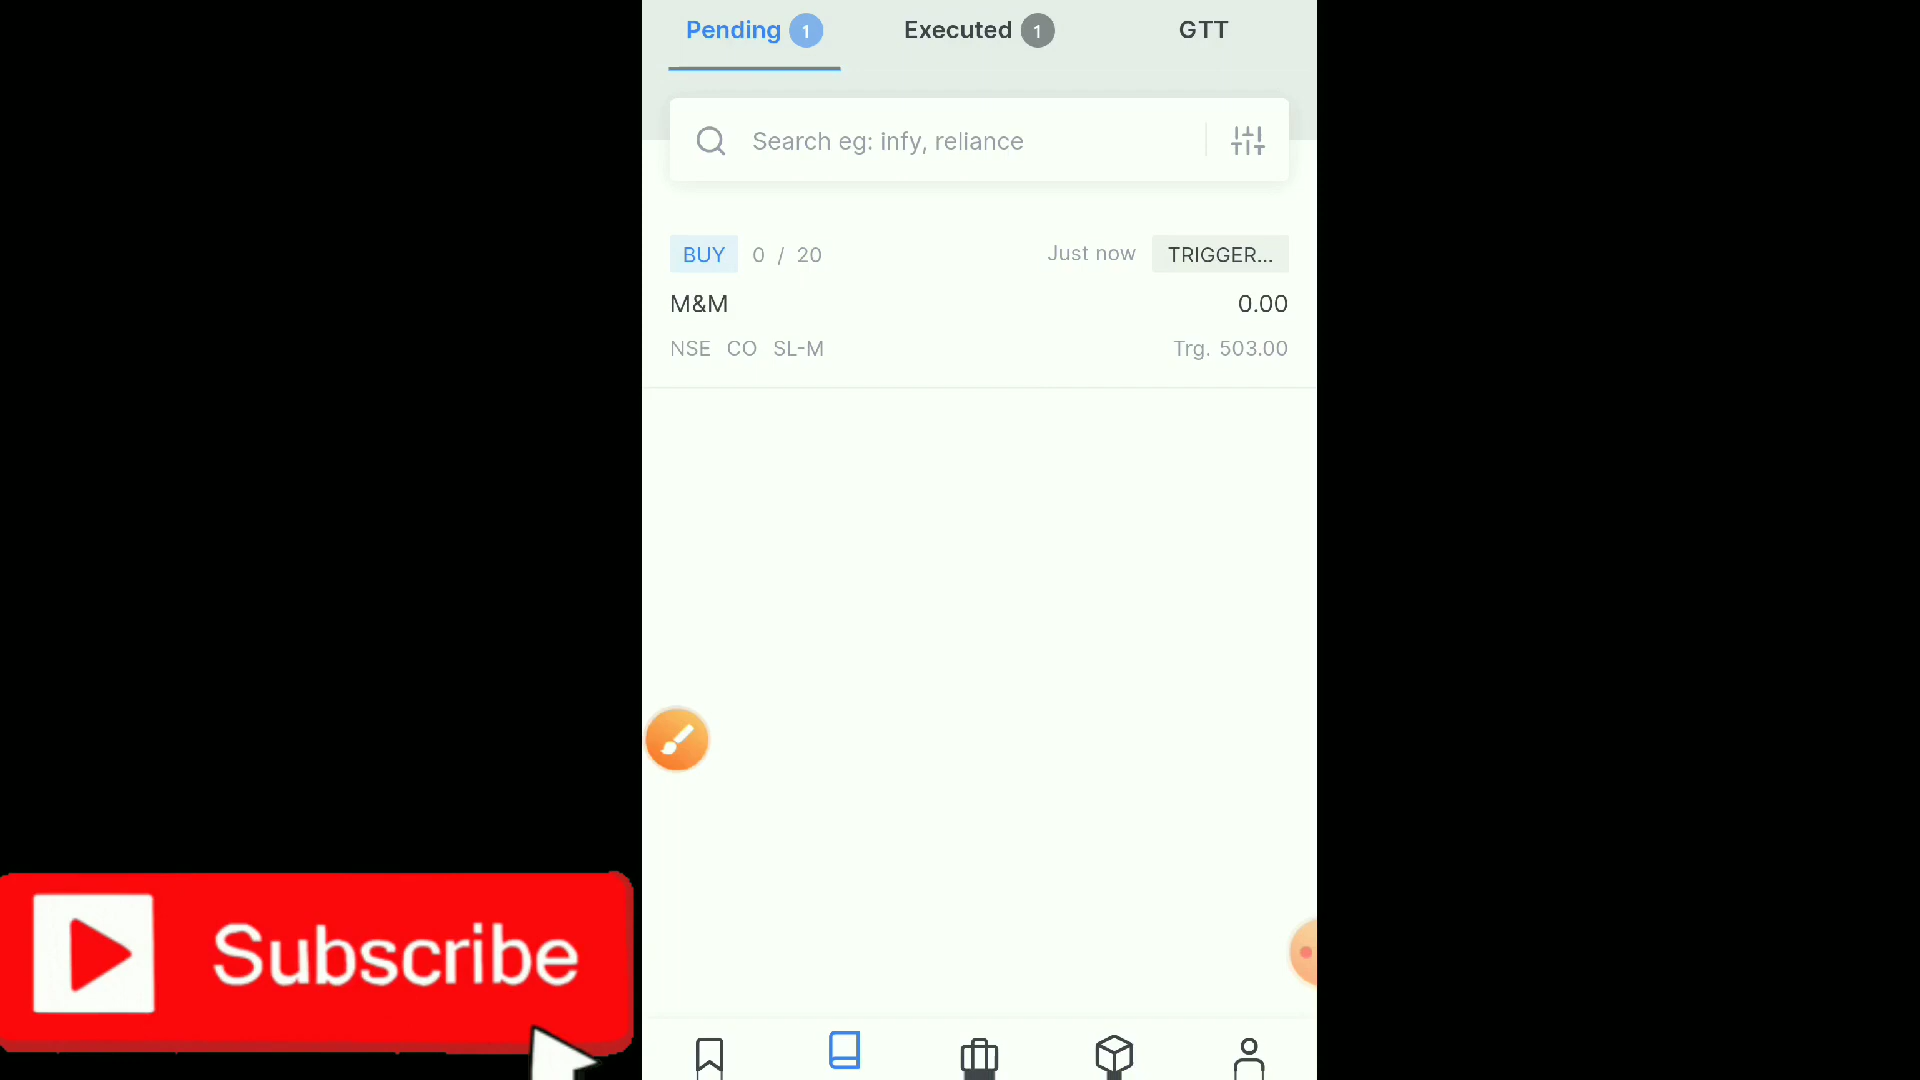 Pending 1 Executed 1 GTT
Search eg: infy, reliance
BUY 0 / 20 Just now TRIGGER...
M&M 0.00
NSE CO SL-M Trg. 503.00
Subscribe